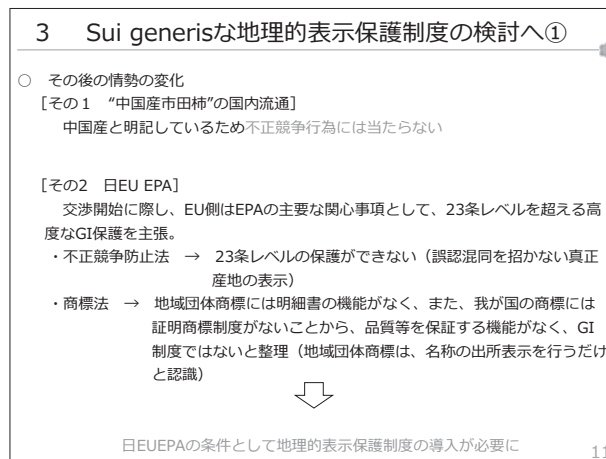 3 Sui generisな地理的表示保護制度の検討へ①
○ その後の情勢の変化
[その１ “中国産市田柿”の国内流通]
中国産と明記しているため不正競争行為には当たらない
[その2 日EU EPA]
交渉開始に際し、EU側はEPAの主要な関心事項として、23条レベルを超える高
度なGI保護を主張。
・不正競争防止法 → 23条レベルの保護ができない（誤認混同を招かない真正
産地の表示）
・商標法 → 地域団体商標には明細書の機能がなく、また、我が国の商標には
証明商標制度がないことから、品質等を保証する機能がなく、GI
制度ではないと整理（地域団体商標は、名称の出所表示を行うだけ
と認識）
日EUEPAの条件として地理的表示保護制度の導入が必要に
11